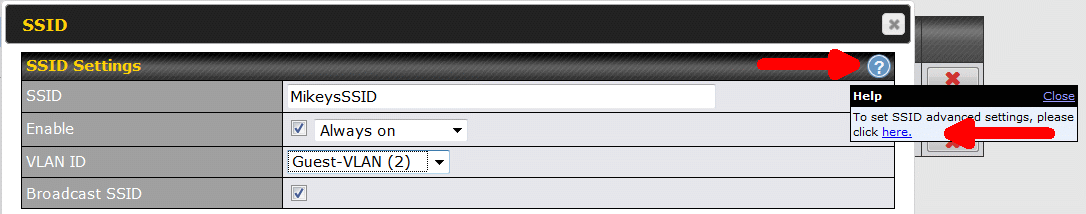 SSID
SSID Settings
?
SSID MikeysSSID
Enable Always on
VLAN ID Guest-VLAN (2)
Broadcast SSID
Help Close
To set SSID advanced settings, please
click here.